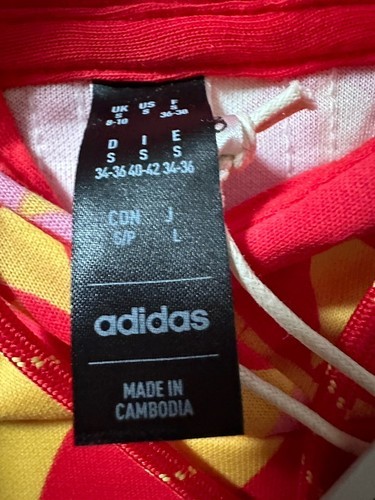 UK US F
S S S
8-10 36-38
D I E
S S S
34-36 40-42 34-36
CDN J
S/P L
adidas
MADE IN
CAMBODIA